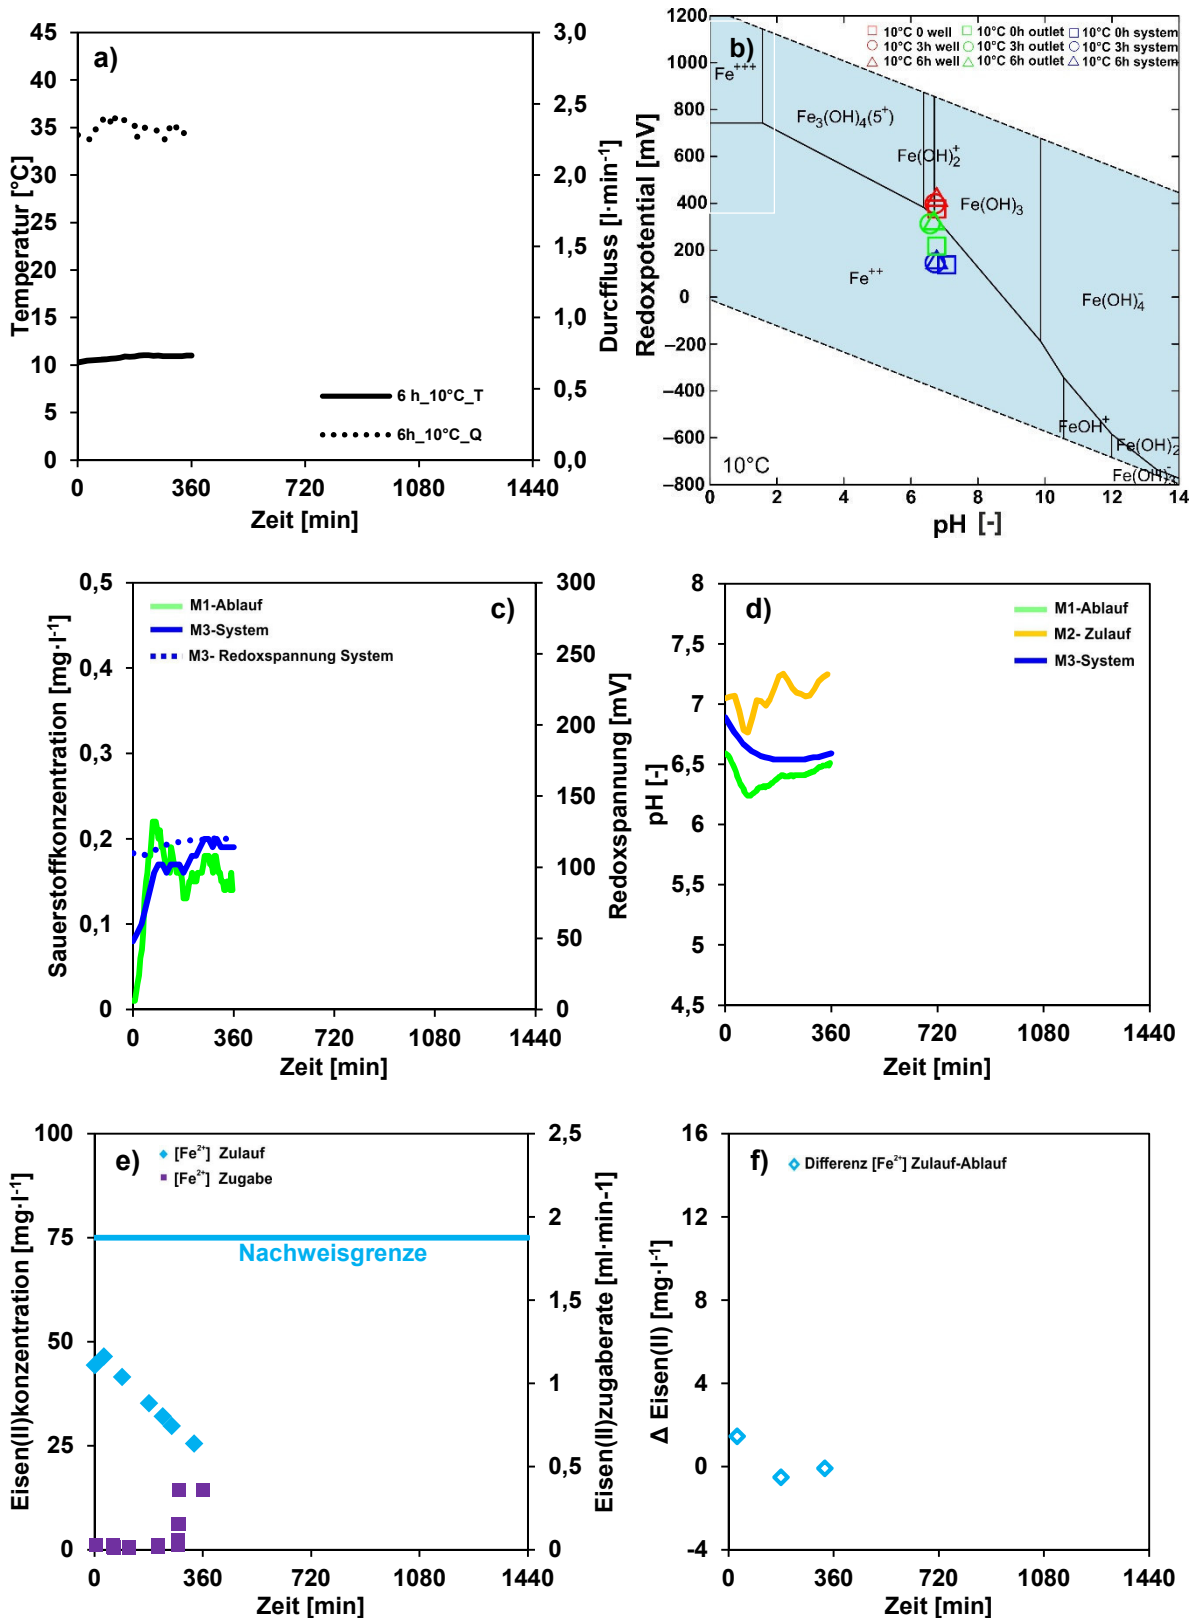 a)
45
40
35
30
25
20
15
10
5
0
Temperatur [°C]
3,0
2,5
2,0
1,5
1,0
0,5
0,0
Durcffluss [l·min⁻¹]
6 h_10°C_T
6h_10°C_Q
0 360 720 1080 1440
Zeit [min]
b)
10°C 0 well 10°C 0h outlet 10°C 0h system
10°C 3h well 10°C 3h outlet 10°C 3h system
10°C 6h well 10°C 6h outlet 10°C 6h system
1200
1000
800
600
400
200
0
−200
−400
−600
−800
Redoxpotential [mV]
Fe⁺⁺⁺
Fe₃(OH)₄(5⁺)
Fe(OH)₂⁺
Fe(OH)₃
Fe⁺⁺
Fe(OH)₄⁻
FeOH⁺
Fe(OH)₂⁻
Fe(OH)₃⁻
10°C
0 2 4 6 8 10 12 14
pH [-]
c)
0,5
0,4
0,3
0,2
0,1
0
Sauerstoffkonzentration [mg·l⁻¹]
M1-Ablauf
M3-System
M3- Redoxspannung System
300
250
200
150
100
50
0
Redoxspannung [mV]
0 360 720 1080 1440
Zeit [min]
d)
8
7,5
7
6,5
6
5,5
5
4,5
pH [-]
M1-Ablauf
M2- Zulauf
M3-System
0 360 720 1080 1440
Zeit [min]
e)
100
75
50
25
0
Eisen(II)konzentration [mg·l⁻¹]
[Fe²⁺] Zulauf
[Fe²⁺] Zugabe
Nachweisgrenze
2,5
2
1,5
1
0,5
0
Eisen(II)zugaberate [ml·min-1]
0 360 720 1080 1440
Zeit [min]
f)
16
12
8
4
0
-4
Δ Eisen(II) [mg·l⁻¹]
Differenz [Fe²⁺] Zulauf-Ablauf
0 360 720 1080 1440
Zeit [min]